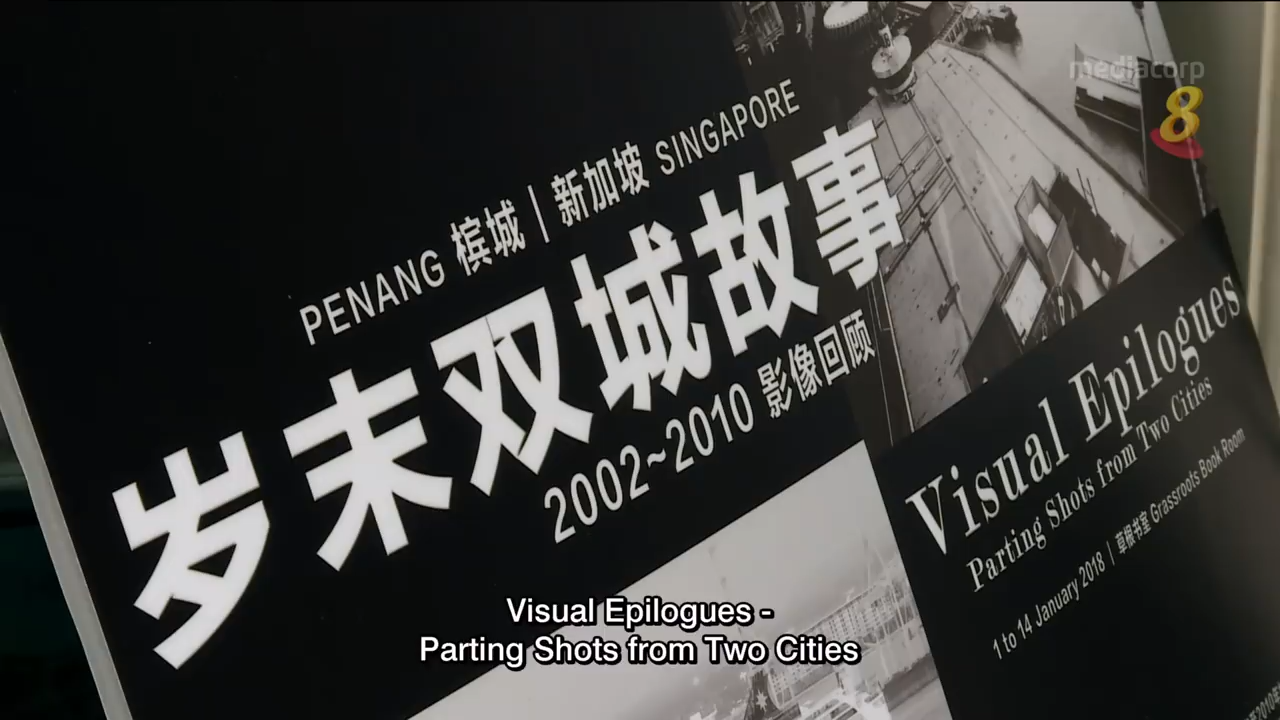 mediacorp
8
PENANG 槟城 | 新加坡 SINGAPORE
岁末双城故事
2002~2010 影像回顾
Visual Epilogues
Parting Shots from Two Cities
1 to 14 January 2018 | 草根书室 Grassroots Book Room
Visual Epilogues -
Parting Shots from Two Cities